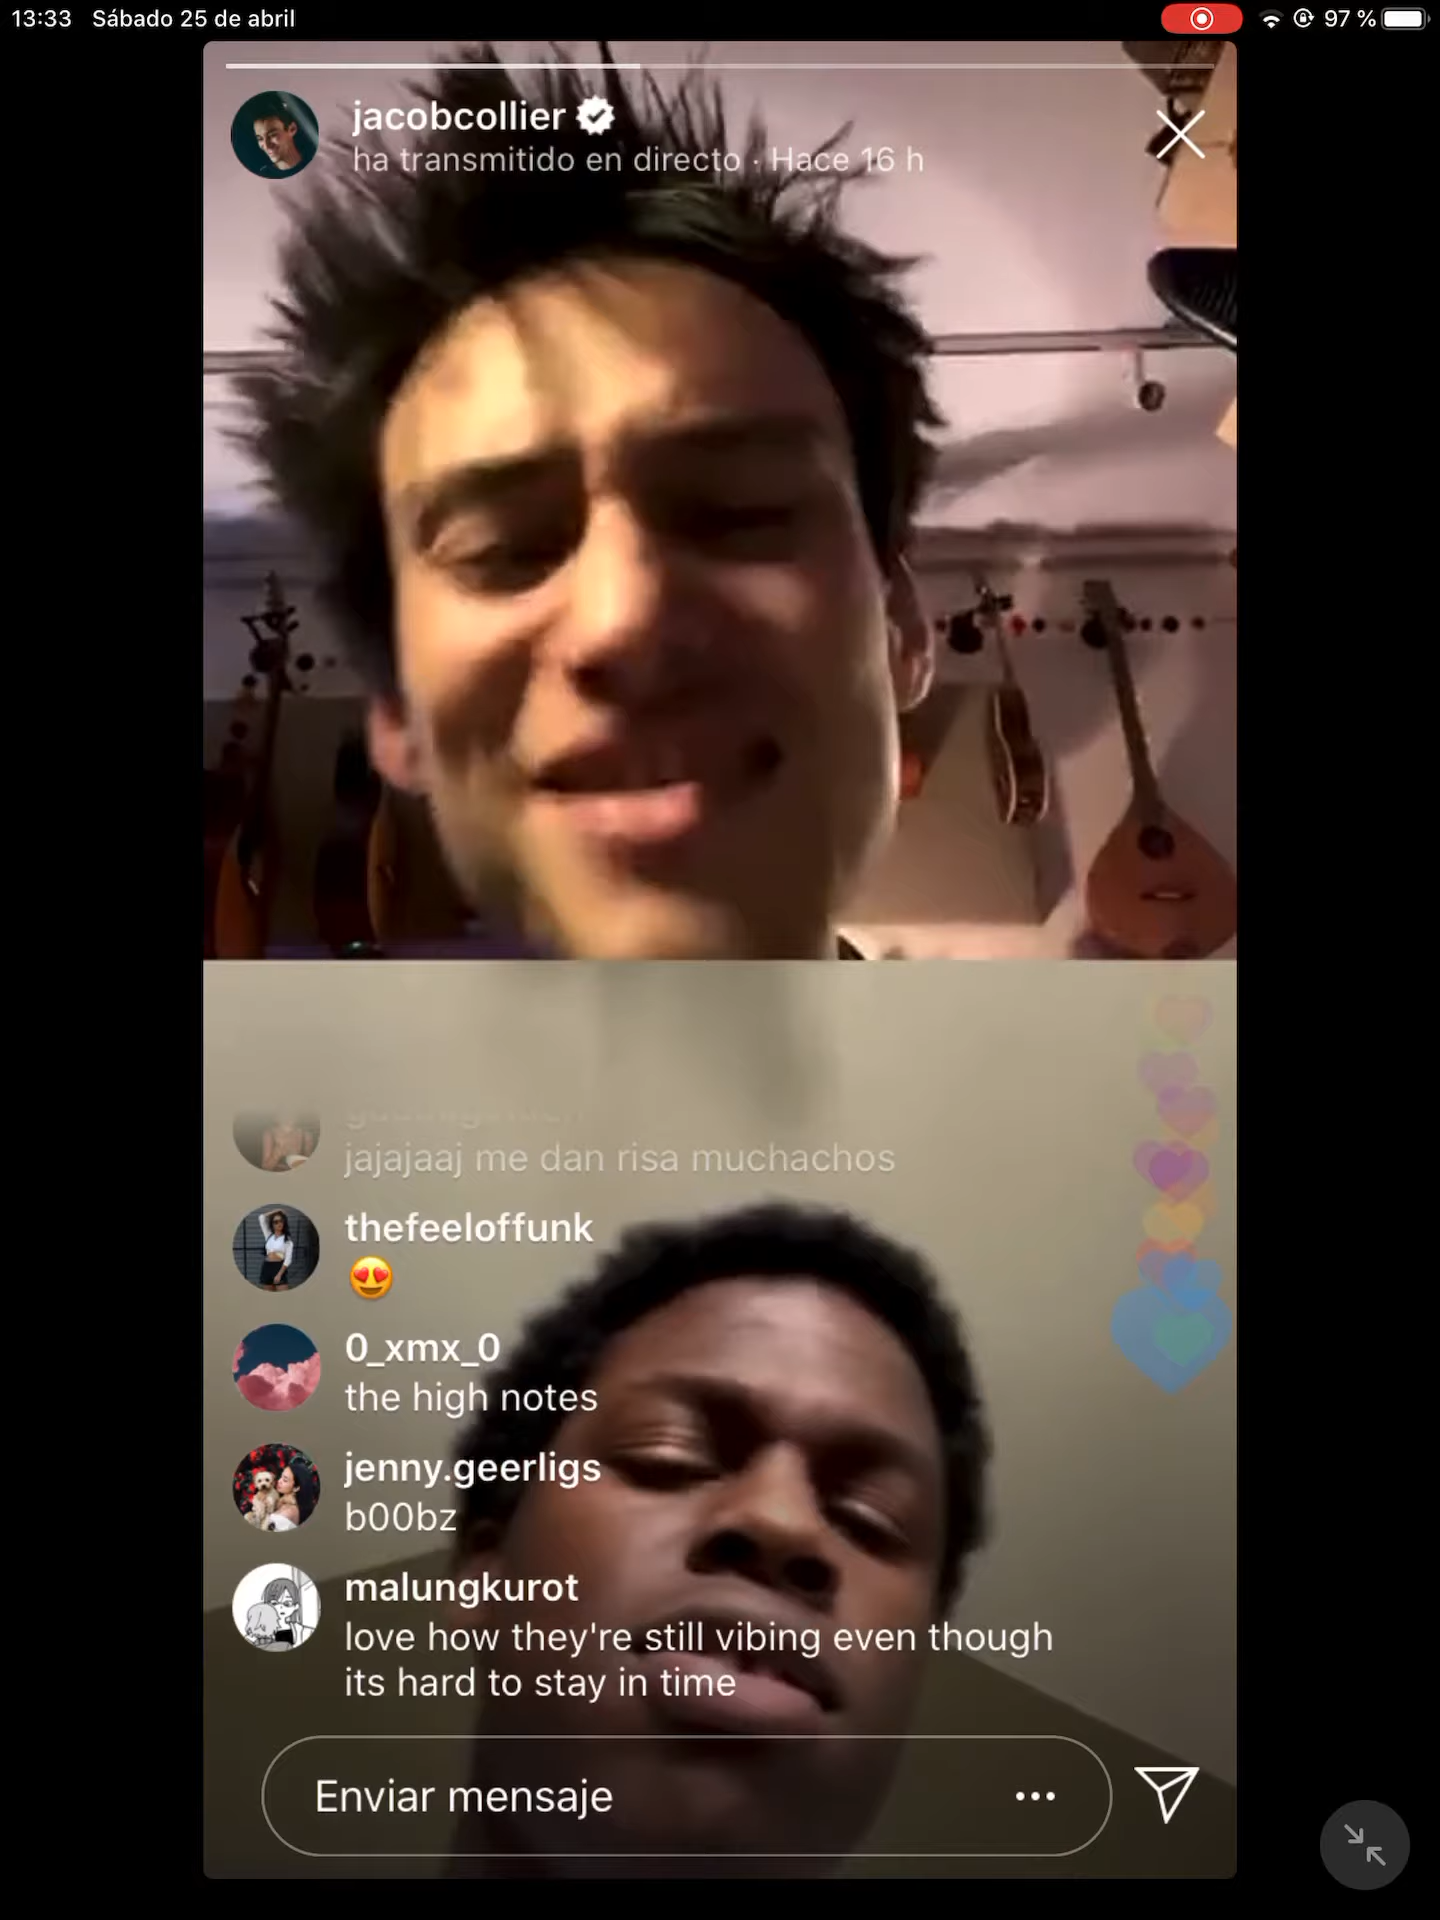 13:33 Sábado 25 de abril
97 %
jacobcollier
ha transmitido en directo · Hace 16 h
jajajaaj me dan risa muchachos
thefeeloffunk
0_xmx_0
the high notes
jenny.geerligs
b00bz
malungkurot
love how they're still vibing even though
its hard to stay in time
Enviar mensaje